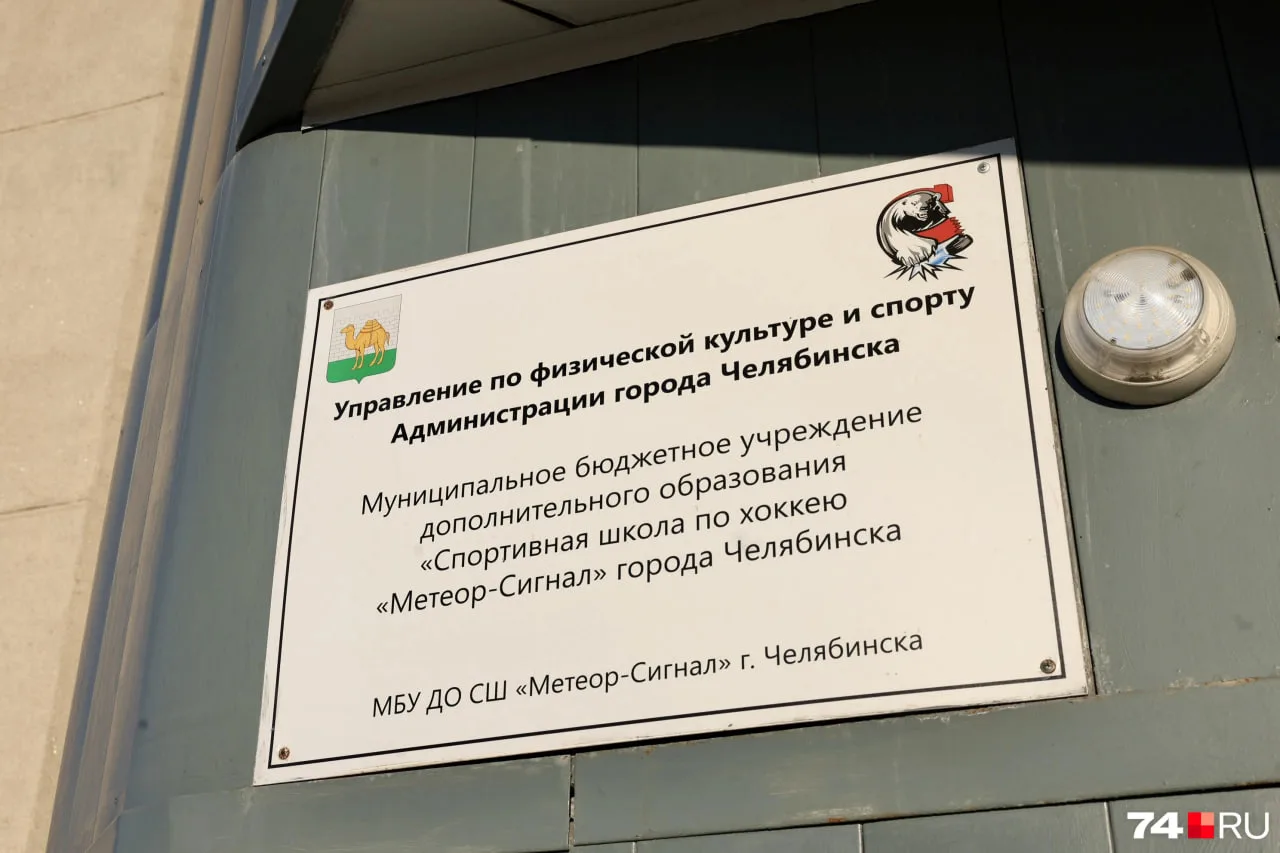 Управление по физической культуре и спорту
Администрации города Челябинска
Муниципальное бюджетное учреждение
дополнительного образования
«Спортивная школа по хоккею
«Метеор-Сигнал» города Челябинска
МБУ ДО СШ «Метеор-Сигнал» г. Челябинска
74 RU